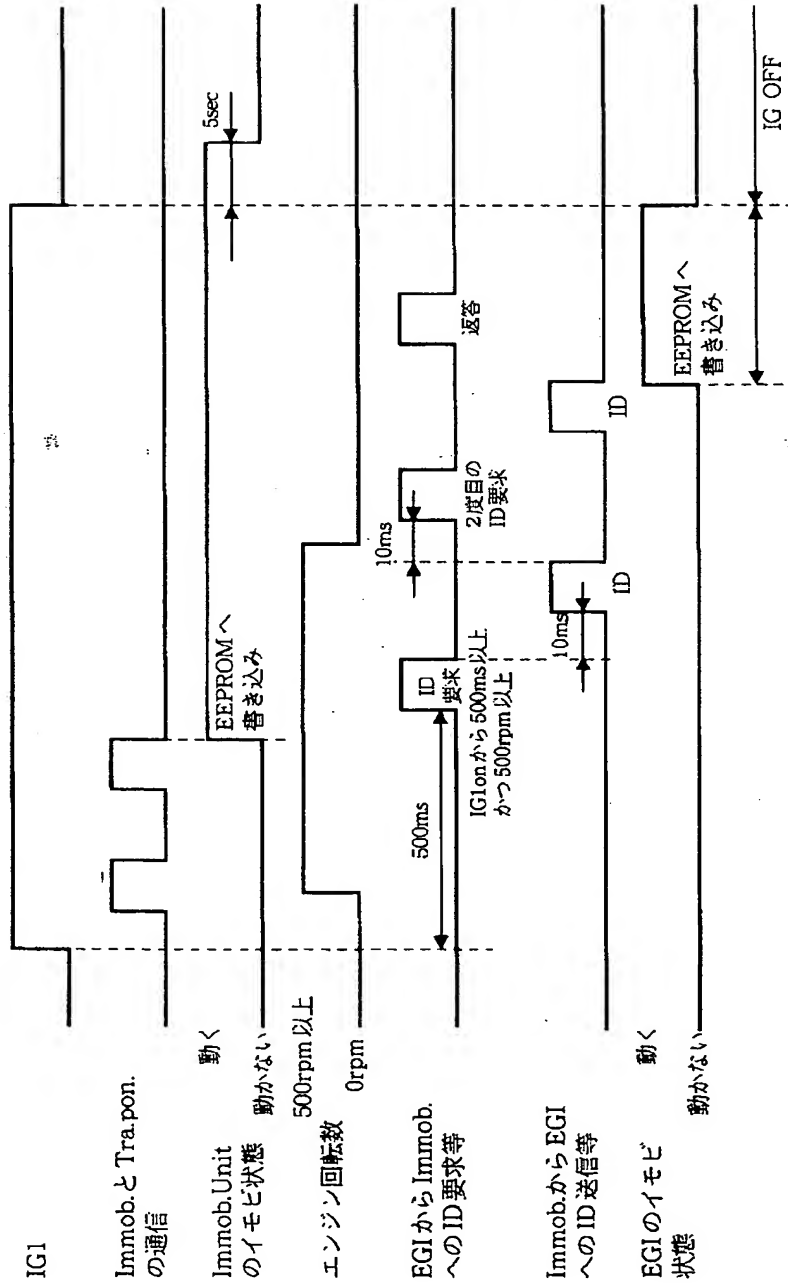 IG1
Immob.とTra.pon.
の通信
Immob.Unit
のイモビ状態
動く
動かない
EEPROMへ
書き込み
5sec
エンジン回転数
500rpm以上
0rpm
EGIからImmob.
へのID要求等
500ms
ID
要求
IG1onから500ms以上
かつ500rpm以上
10ms
2度目の
ID要求
返答
Immob.からEGI
へのID送信等
10ms
ID
ID
EGIのイモビ
状態
動く
動かない
EEPROMへ
書き込み
IG OFF